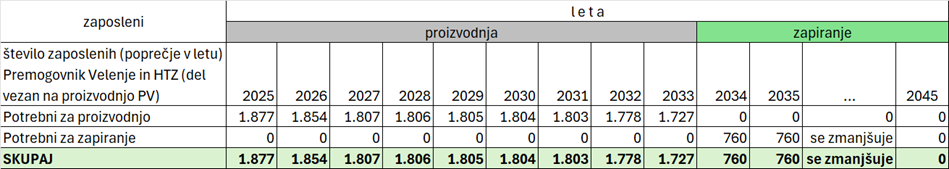 zaposleni l e t a
proizvodnja zapiranje
število zaposlenih (poprečje v letu)
Premogovnik Velenje in HTZ (del
vezan na proizvodnjo PV) 2025 2026 2027 2028 2029 2030 2031 2032 2033 2034 2035 ... 2045
Potrebni za proizvodnjo 1.877 1.854 1.807 1.806 1.805 1.804 1.803 1.778 1.727 0 0 0 0
Potrebni za zapiranje 0 0 0 0 0 0 0 0 0 760 760 se zmanjšuje 0
SKUPAJ 1.877 1.854 1.807 1.806 1.805 1.804 1.803 1.778 1.727 760 760 se zmanjšuje 0